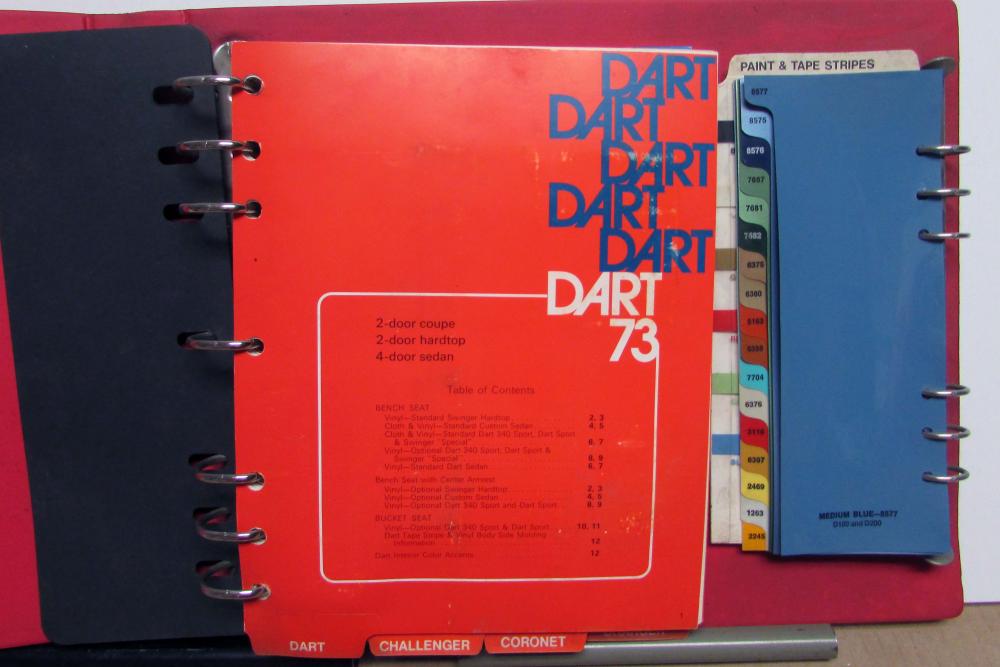 DART
DART
DART
DART
DART
DART
73
2-door coupe
2-door hardtop
4-door sedan
Table of Contents
BENCH SEAT
Vinyl—Standard Swinger Hardtop 2, 3
Cloth & Vinyl—Standard Custom Sedan 4, 5
Cloth & Vinyl—Standard Dart 340 Sport, Dart Sport
& Swinger "Special" 6, 7
Vinyl—Optional Dart 340 Sport, Dart Sport &
Swinger "Special" 8, 9
Vinyl—Standard Dart Sedan 6, 7
Bench Seat with Center Armrest
Vinyl—Optional Swinger Hardtop 2, 3
Vinyl—Optional Custom Sedan 4, 5
Vinyl—Optional Dart 340 Sport and Dart Sport 8, 9
BUCKET SEAT
Vinyl—Optional Dart 340 Sport & Dart Sport 10, 11
Dart Tape Stripe & Vinyl Body Side Molding
Information 12
Dart Interior Color Accents 12
DART
CHALLENGER
CORONET
PAINT & TAPE STRIPES
8577
8575
8576
7687
7681
7682
6375
6360
5163
7704
6376
3116
6397
2469
1263
2245
MEDIUM BLUE—8577
D100 and D200